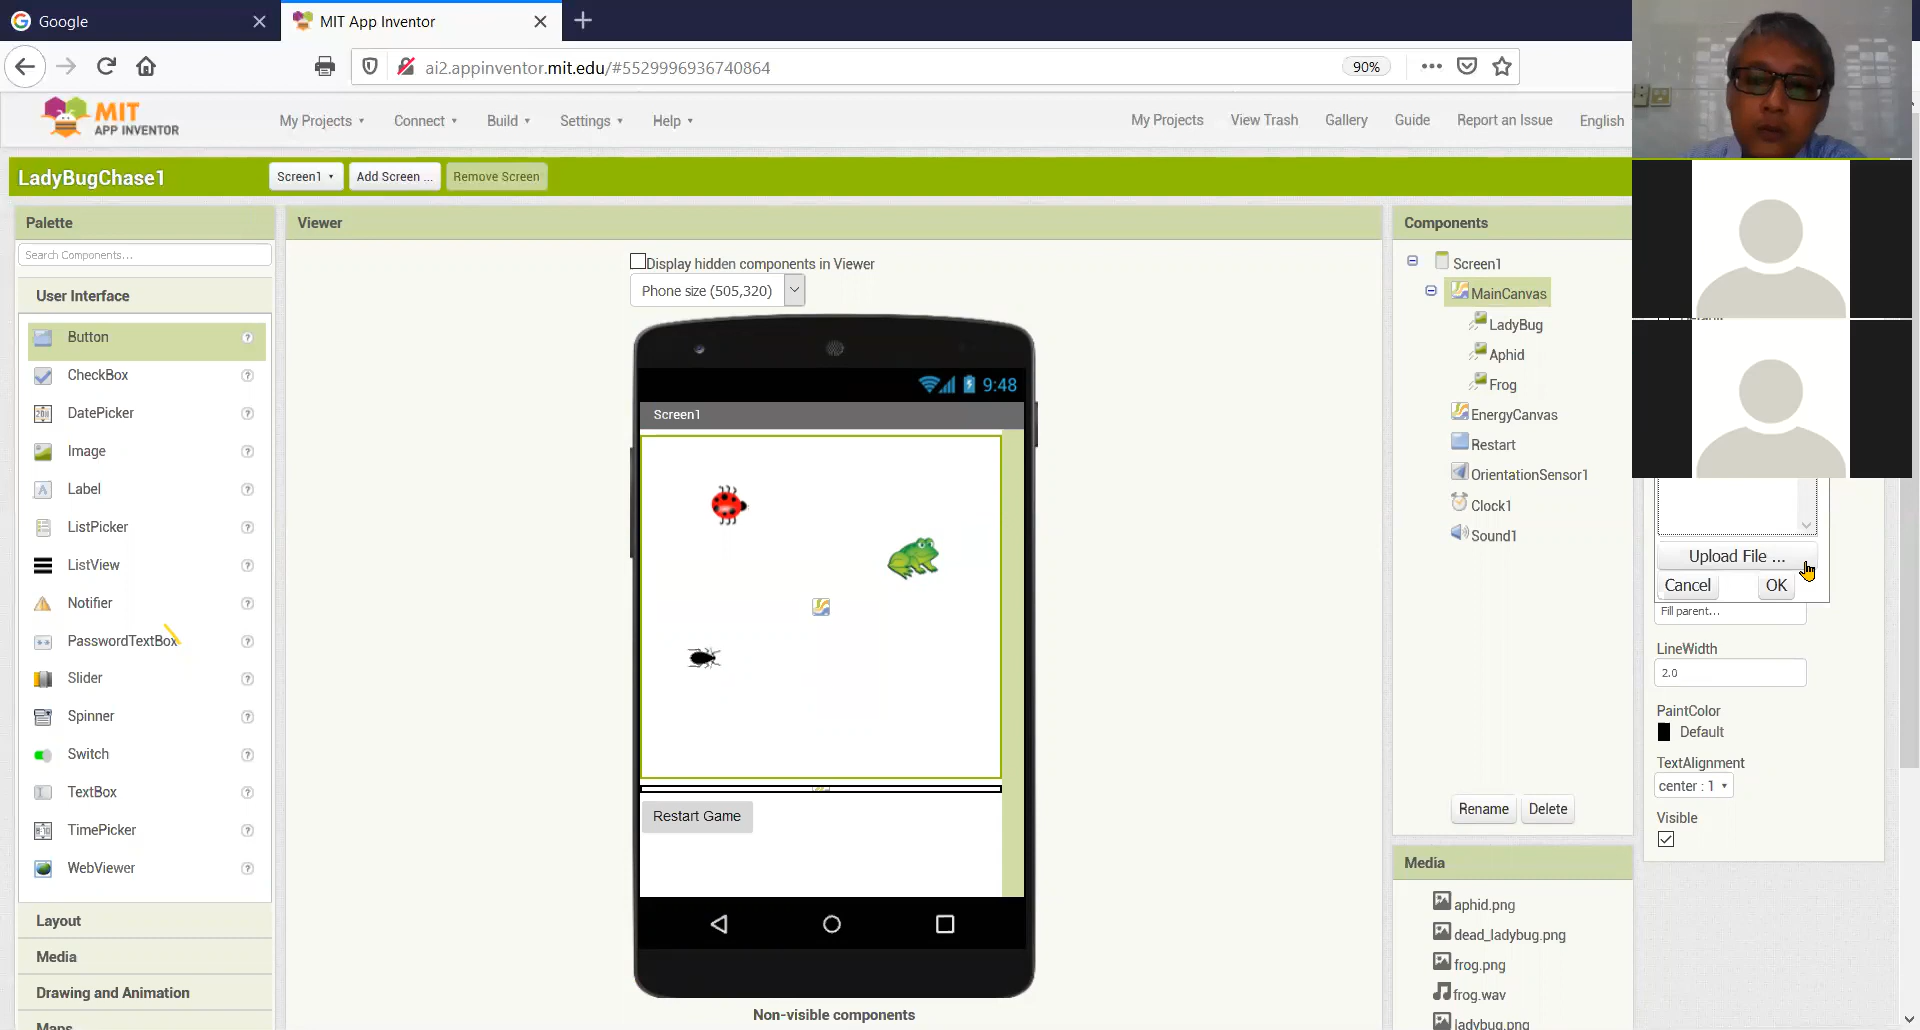 Google
MIT App Inventor
ai2.appinventor.mit.edu/#5529996936740864
90%
MIT
APP INVENTOR
My Projects
Connect
Build
Settings
Help
My Projects
View Trash
Gallery
Guide
Report an Issue
English
LadyBugChase1
Screen1
Add Screen ...
Remove Screen
Palette
Search Components...
User Interface
Button
CheckBox
DatePicker
Image
Label
ListPicker
ListView
Notifier
PasswordTextBox
Slider
Spinner
Switch
TextBox
TimePicker
WebViewer
Layout
Media
Drawing and Animation
Maps
Viewer
Display hidden components in Viewer
Phone size (505,320)
9:48
Screen1
Restart Game
Non-visible components
Components
Screen1
MainCanvas
LadyBug
Aphid
Frog
EnergyCanvas
Restart
OrientationSensor1
Clock1
Sound1
Rename
Delete
Media
aphid.png
dead_ladybug.png
frog.png
frog.wav
ladybug.png
Upload File ...
Cancel
OK
Fill parent...
LineWidth
2.0
PaintColor
Default
TextAlignment
center : 1
Visible